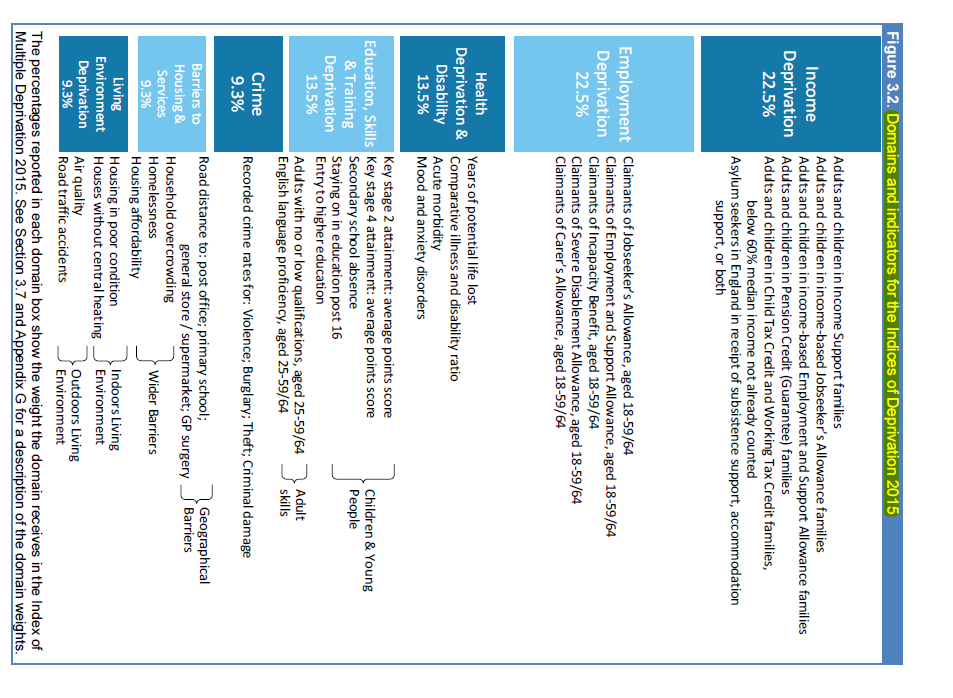 Figure 3.2. Domains and indicators for the Indices of Deprivation 2015
Income
Deprivation
22.5%
Adults and children in Income Support families
Adults and children in income-based Jobseeker's Allowance families
Adults and children in income-based Employment and Support Allowance families
Adults and children in Pension Credit (Guarantee) families
Adults and children in Child Tax Credit and Working Tax Credit families,
below 60% median income not already counted
Asylum seekers in England in receipt of subsistence support, accommodation
support, or both
Employment
Deprivation
22.5%
Claimants of Jobseeker's Allowance, aged 18-59/64
Claimants of Employment and Support Allowance, aged 18-59/64
Claimants of Incapacity Benefit, aged 18-59/64
Claimants of Severe Disablement Allowance, aged 18-59/64
Claimants of Carer's Allowance, aged 18-59/64
Health
Deprivation &
Disability
13.5%
Years of potential life lost
Comparative illness and disability ratio
Acute morbidity
Mood and anxiety disorders
Education, Skills
& Training
Deprivation
13.5%
Key stage 2 attainment: average points score
Key stage 4 attainment: average points score
Secondary school absence
Staying on in education post 16
Entry to higher education
Children & Young
People
Adults with no or low qualifications, aged 25-59/64
English language proficiency, aged 25-59/64
Adult
skills
Crime
9.3%
Recorded crime rates for: Violence; Burglary; Theft; Criminal damage
Barriers to
Housing &
Services
9.3%
Road distance to: post office; primary school;
general store / supermarket; GP surgery
Geographical
Barriers
Household overcrowding
Homelessness
Housing affordability
Wider Barriers
Living
Environment
Deprivation
9.3%
Housing in poor condition
Houses without central heating
Indoors Living
Environment
Air quality
Road traffic accidents
Outdoors Living
Environment
The percentages reported in each domain box show the weight the domain receives in the Index of
Multiple Deprivation 2015. See Section 3.7 and Appendix G for a description of the domain weights.